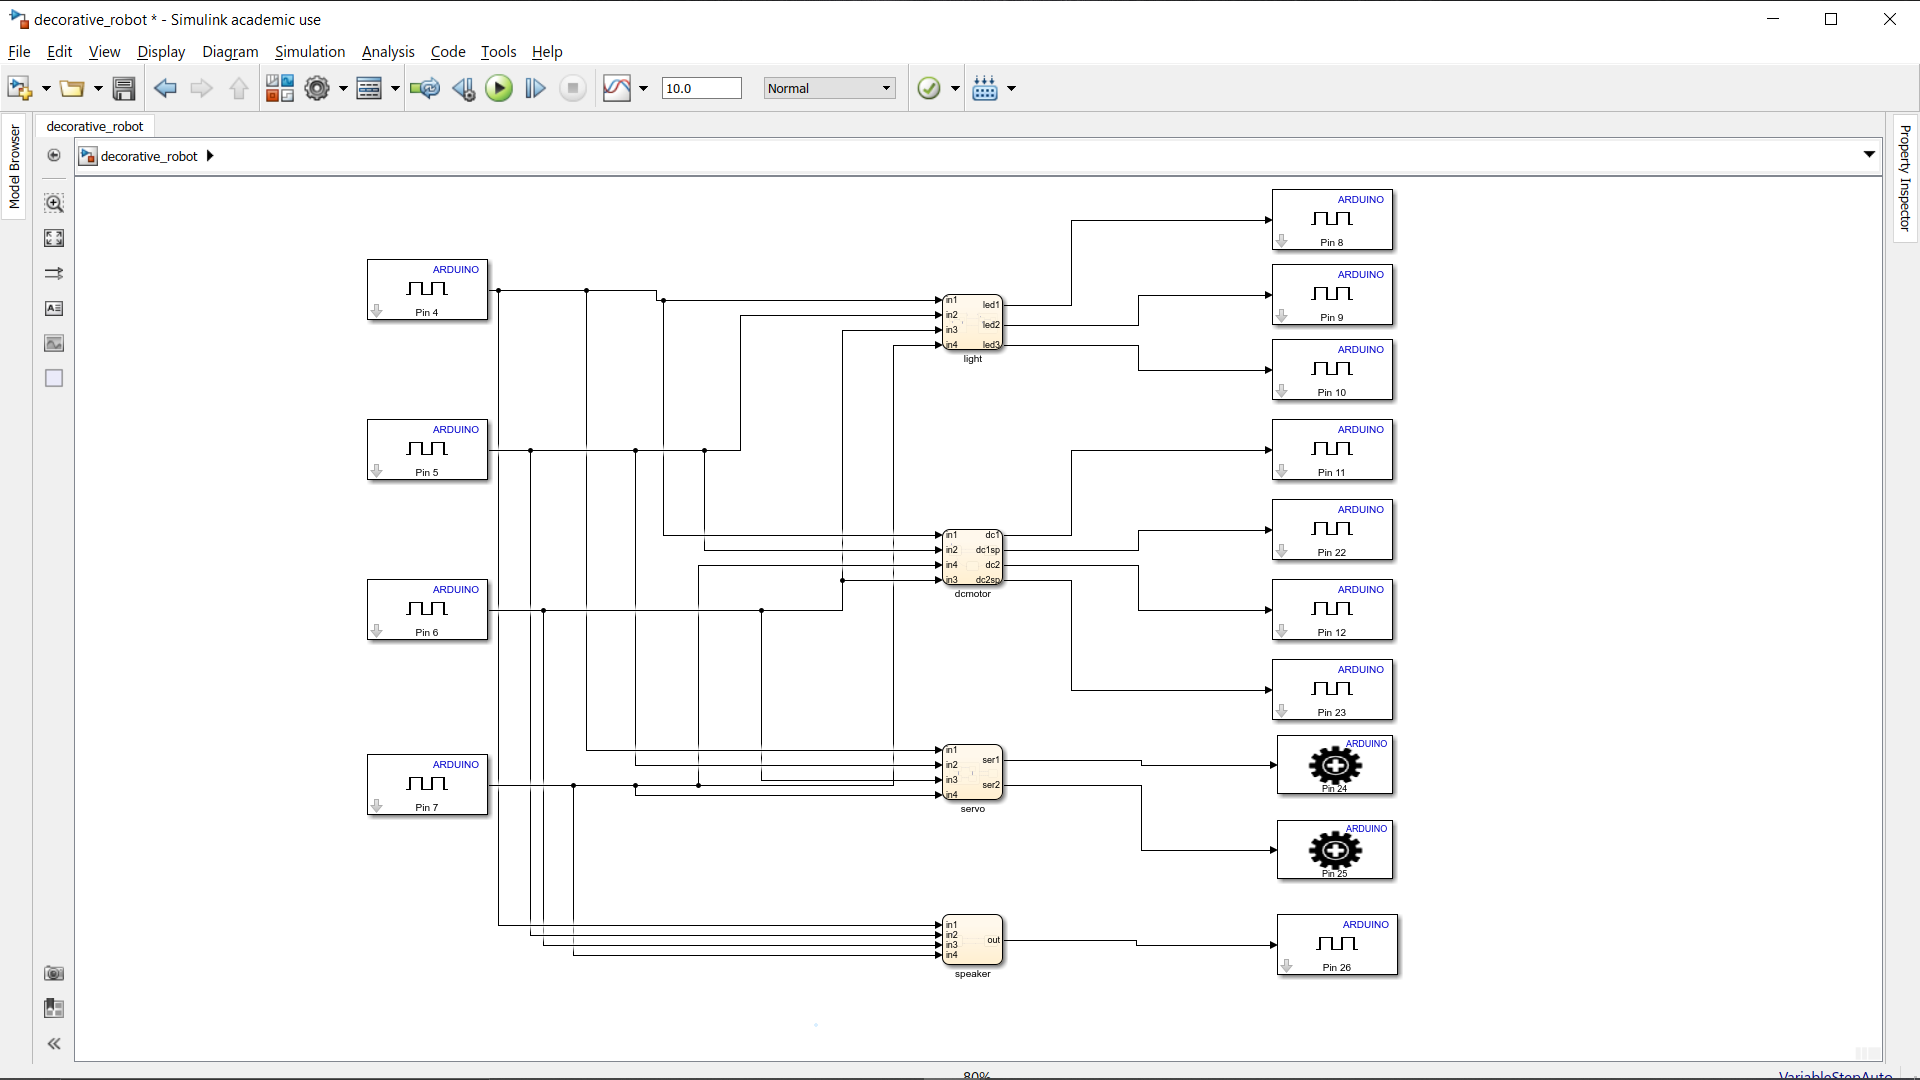 decorative_robot * - Simulink academic use
File Edit View Display Diagram Simulation Analysis Code Tools Help
10.0
Normal
decorative_robot
Model Browser
decorative_robot
Property Inspector
ARDUINO
Pin 4
ARDUINO
Pin 5
ARDUINO
Pin 6
ARDUINO
Pin 7
in1
in2
in3
in4
led1
led2
led3
light
in1
in2
in4
in3
dc1
dc1sp
dc2
dc2sp
dcmotor
in1
in2
in3
in4
ser1
ser2
servo
in1
in2
in3
in4
out
speaker
ARDUINO
Pin 8
ARDUINO
Pin 9
ARDUINO
Pin 10
ARDUINO
Pin 11
ARDUINO
Pin 22
ARDUINO
Pin 12
ARDUINO
Pin 23
ARDUINO
Pin 24
ARDUINO
Pin 25
ARDUINO
Pin 26
80%
VariableStepAuto